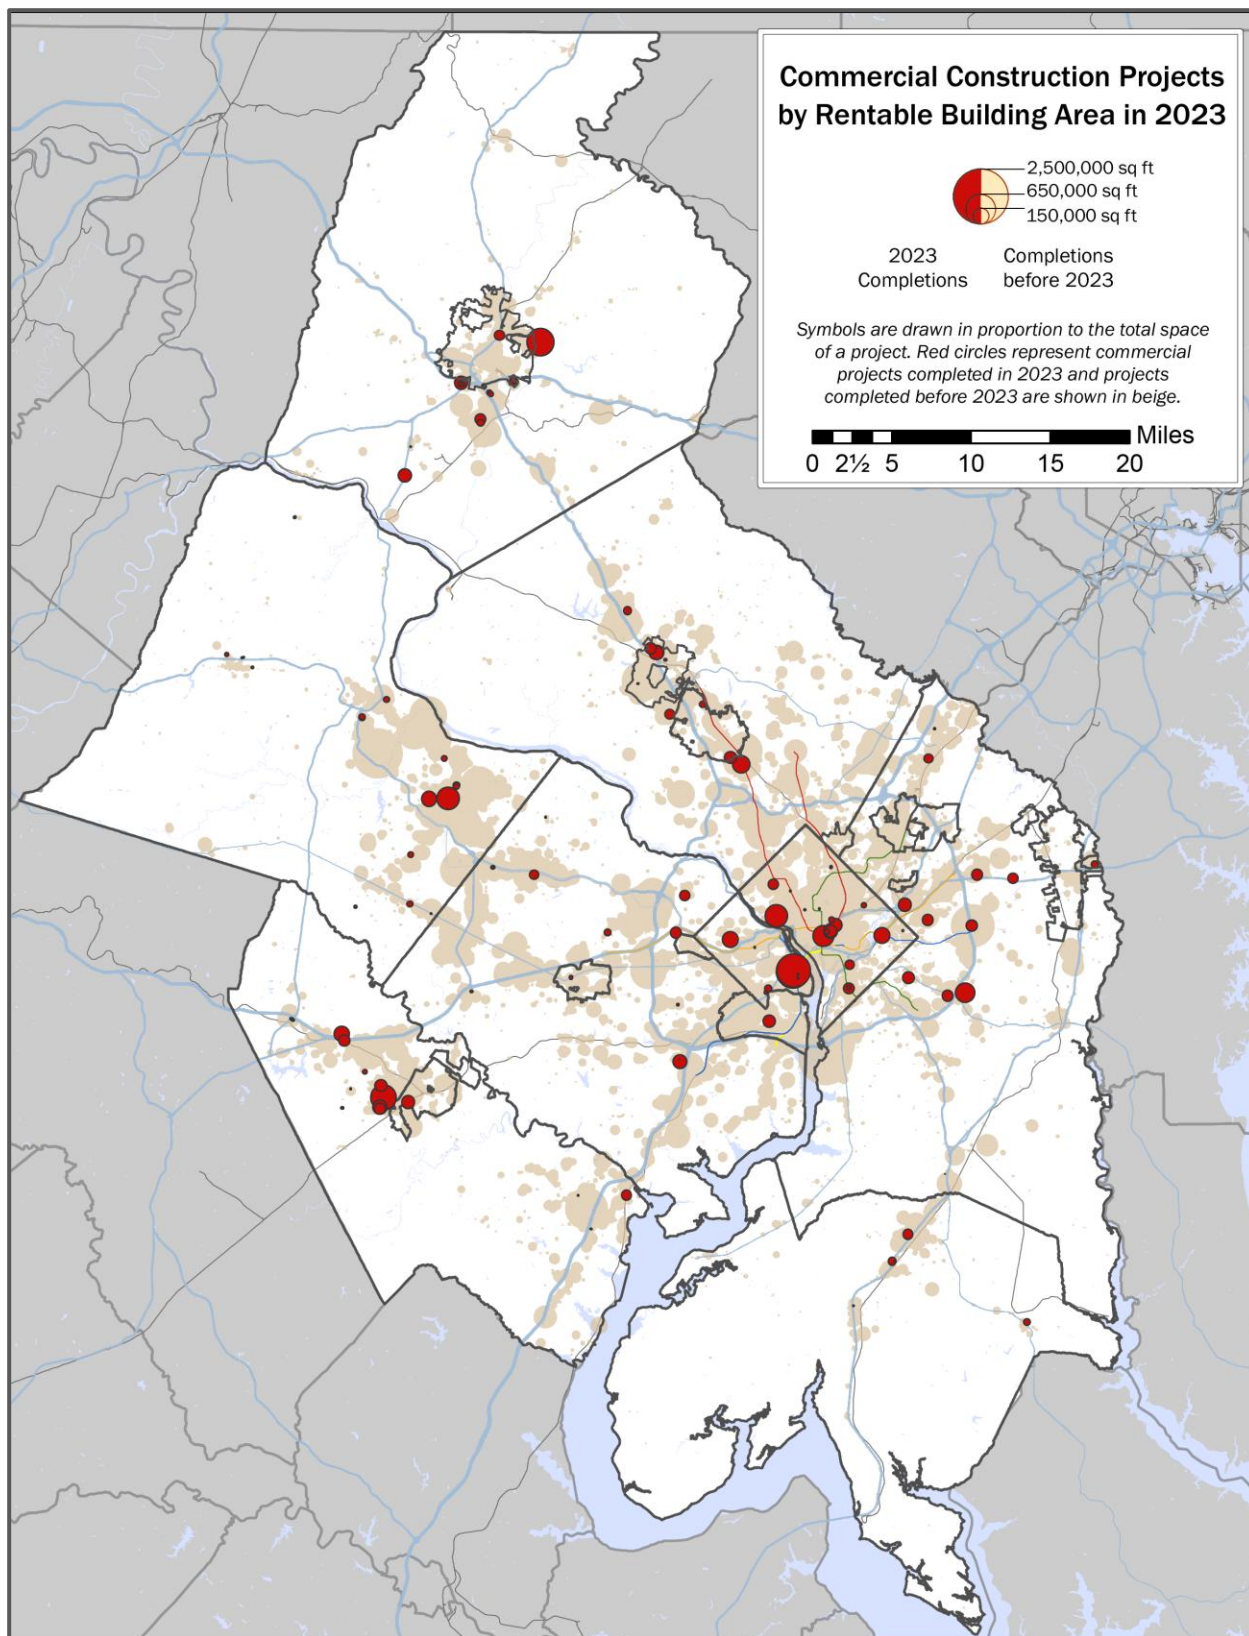 Commercial Construction Projects
by Rentable Building Area in 2023
2,500,000 sq ft
650,000 sq ft
150,000 sq ft
2023
Completions
Completions
before 2023
Symbols are drawn in proportion to the total space
of a project. Red circles represent commercial
projects completed in 2023 and projects
completed before 2023 are shown in beige.
Miles
0 2½ 5 10 15 20